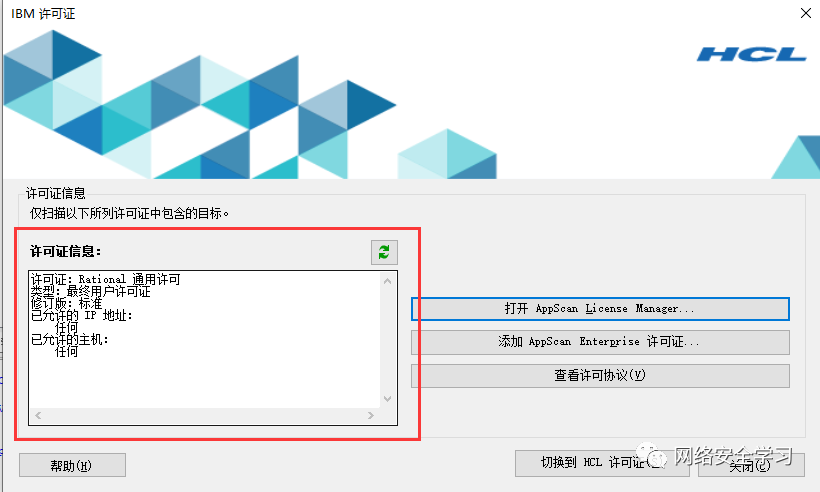 IBM 许可证
HCL
许可证信息
仅扫描以下所列许可证中包含的目标。
许可证信息:
许可证: Rational 通用许可
类型: 最终用户许可证
修订版: 标准
已允许的 IP 地址:
任何
已允许的主机:
任何
打开 AppScan License Manager...
添加 AppScan Enterprise 许可证...
查看许可协议(V)
帮助(H)
切换到 HCL 许可证
关闭(C)
网络安全学习